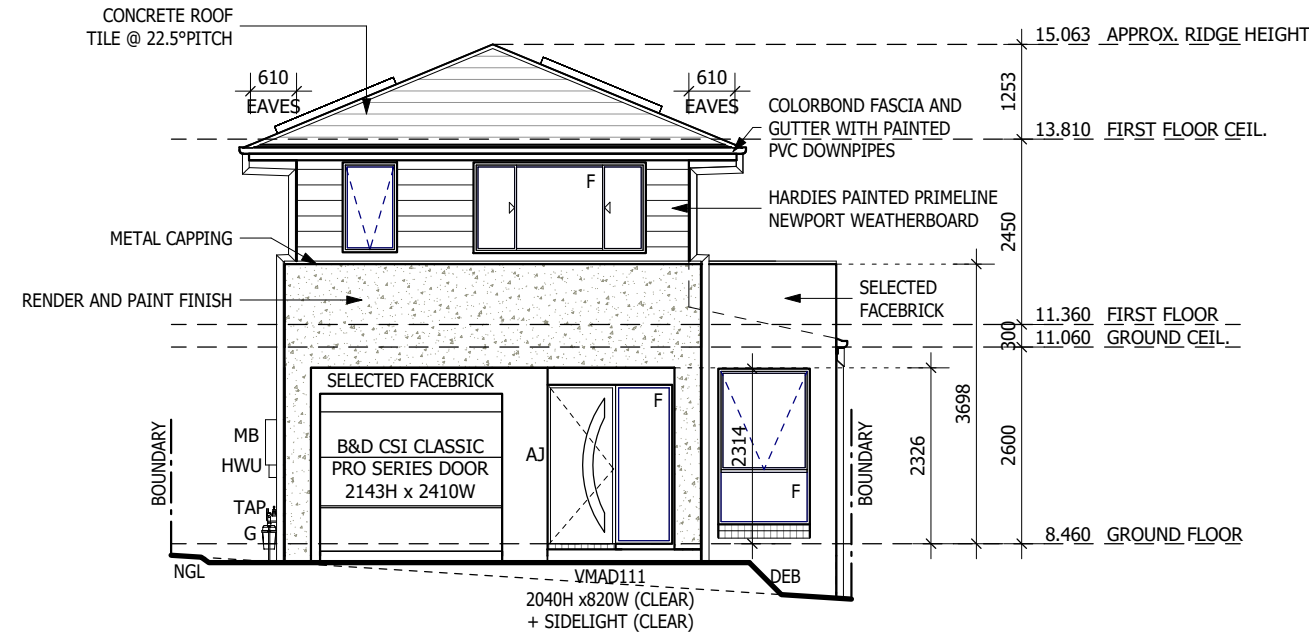 CONCRETE ROOF
TILE @ 22.5°PITCH
15.063 APPROX. RIDGE HEIGHT
610
EAVES
610
EAVES
1253
COLORBOND FASCIA AND
GUTTER WITH PAINTED
PVC DOWNPIPES
13.810 FIRST FLOOR CEIL.
F
HARDIES PAINTED PRIMELINE
NEWPORT WEATHERBOARD
2450
METAL CAPPING
RENDER AND PAINT FINISH
SELECTED
FACEBRICK
11.360 FIRST FLOOR
300
11.060 GROUND CEIL.
SELECTED FACEBRICK
F
BOUNDARY
MB
HWU
TAP
G
B&D CSI CLASSIC
PRO SERIES DOOR
2143H x 2410W
AJ
2314
F
BOUNDARY
2326
3698
2600
8.460 GROUND FLOOR
NGL
VMAD111
2040H x820W (CLEAR)
+ SIDELIGHT (CLEAR)
DEB